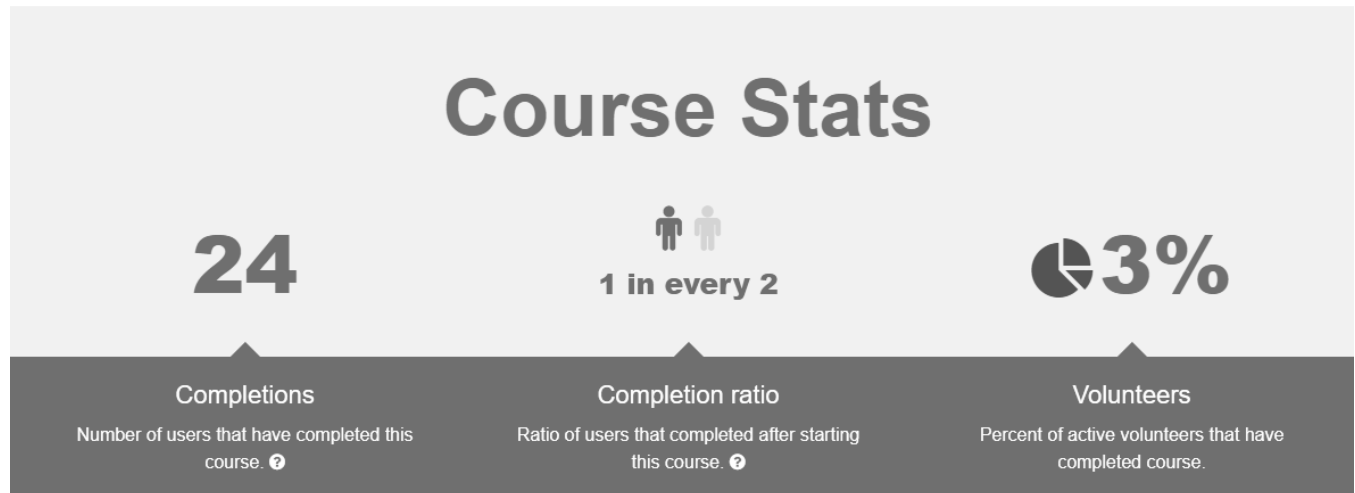 Course Stats
24
1 in every 2
3%
Completions
Number of users that have completed this
course. ?
Completion ratio
Ratio of users that completed after starting
this course. ?
Volunteers
Percent of active volunteers that have
completed course.